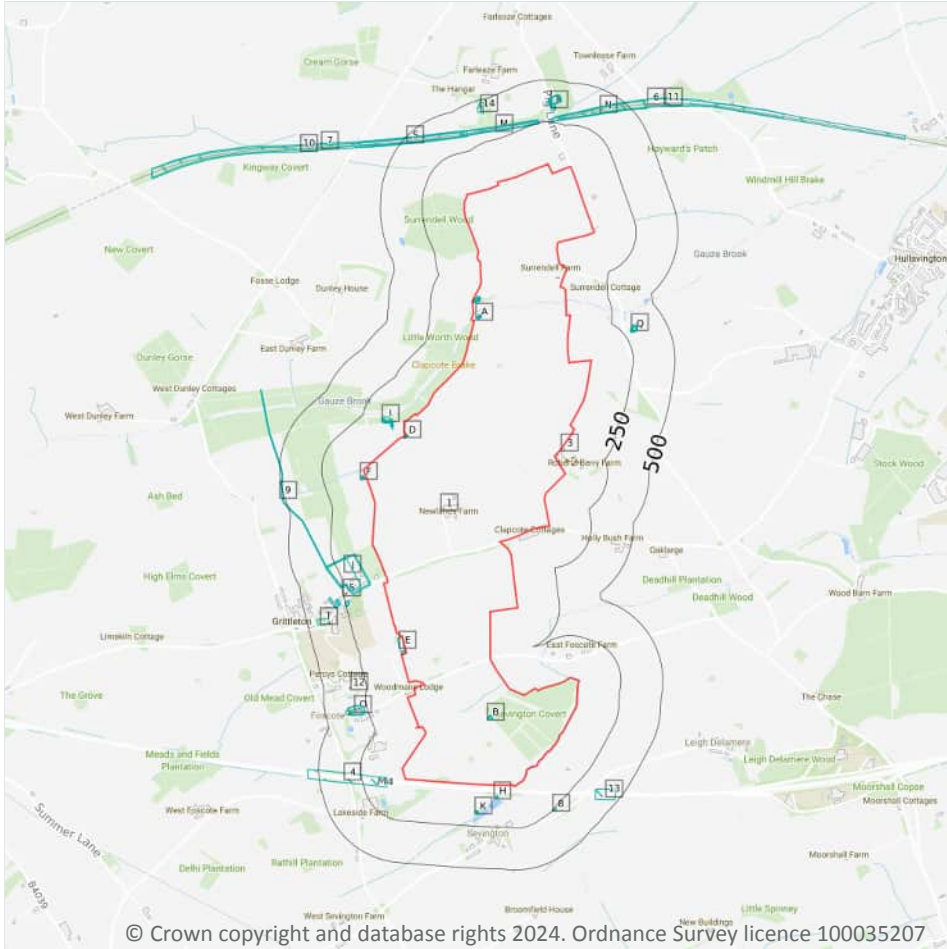 Farleaze Cottages
Townlease Farm
Cream Gorse
Farleaze Farm
The Hangar
14
6
11
N
M
Lane
5
10
7
Kingway Covert
Hayward's Patch
Windmill Hill Brake
Surrendell Wood
New Covert
Gauze Brook
Hullavington
Surrendell Farm
Fosse Lodge
Dunley House
Surrendell Cottage
A
Q
Little Worth Wood
East Dunley Farm
Dunley Gorse
Clapcote Brake
West Dunley Cottages
Gauze Brook
I
West Dunley Farm
D
250
500
3
Farm
Stock Wood
9
Ash Bed
1
Newlands Farm
Clapcote Cottages
Holly Bush Farm
Oaklarge
J
High Elms Covert
Deadhill Plantation
Wood Barn Farm
Deadhill Wood
Grittleton
Limekiln Cottage
E
East Foscote Farm
12
Woodmans Lodge
The Grove
Old Mead Covert
The Chase
Foscote
B
Sevington Covert
Leigh Delamere
Meads and Fields
Plantation
Leigh Delamere Wood
4
M4
H
13
Moorshall Copse
Moorshall Cottages
West Foscote Farm
Lakeside Farm
K
8
Summer Lane
Sevington
Moorshall Farm
Delhi Plantation
Rathill Plantation
B4039
West Sevington Farm
Broomfield House
Little Spinney
New Buildings
© Crown copyright and database rights 2024. Ordnance Survey licence 100035207